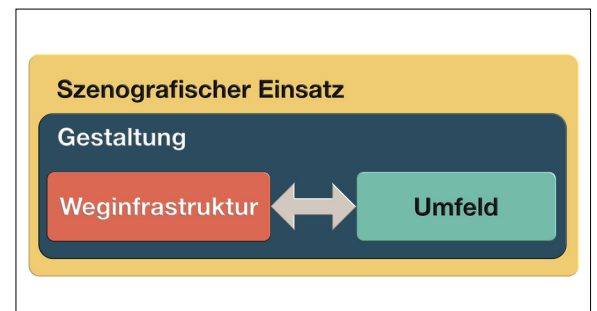 Szenografischer Einsatz
Gestaltung
Weginfrastruktur
Umfeld